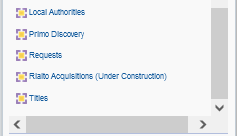 Local Authorities
Primo Discovery
Requests
Rialto Acquisitions (Under Construction)
Titles